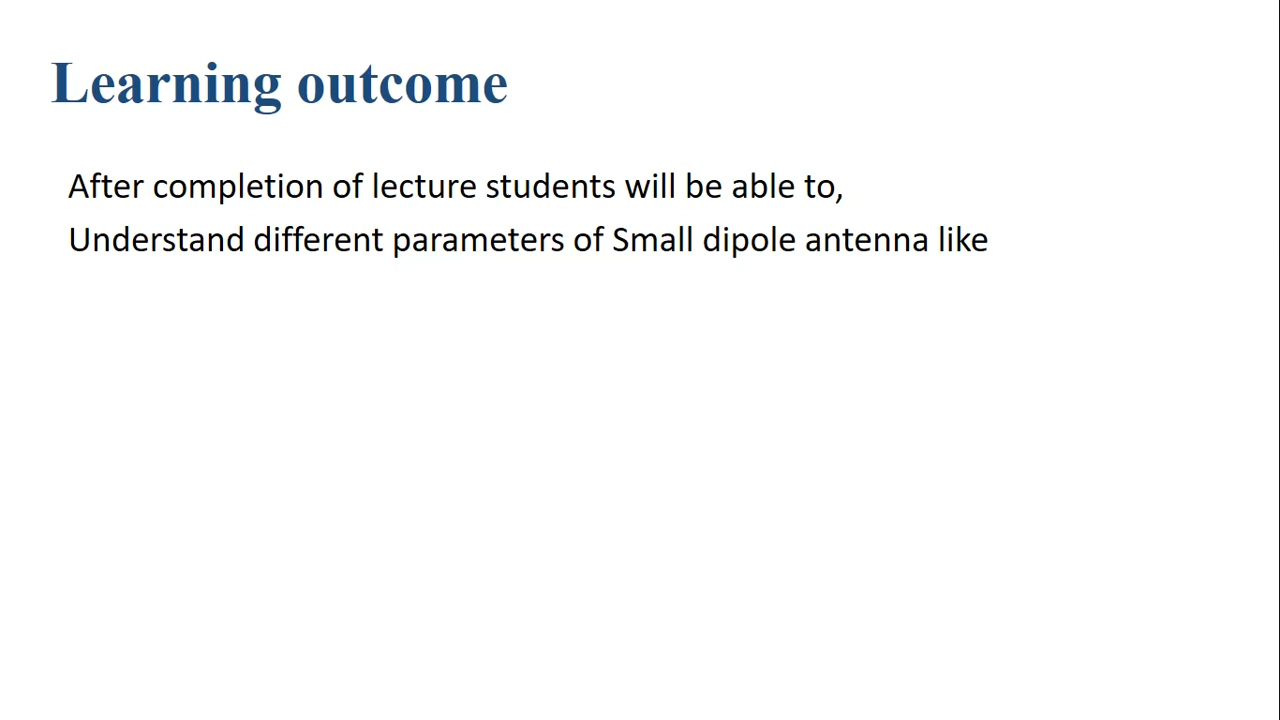 Learning outcome
After completion of lecture students will be able to,
Understand different parameters of Small dipole antenna like